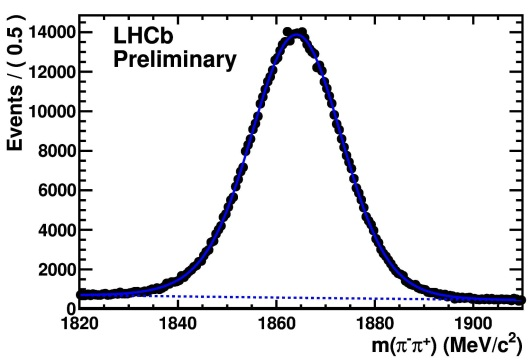 LHCb
Preliminary
Events / ( 0.5 )
14000
12000
10000
8000
6000
4000
2000
0
1820 1840 1860 1880 1900
m(π⁻π⁺) (MeV/c²)